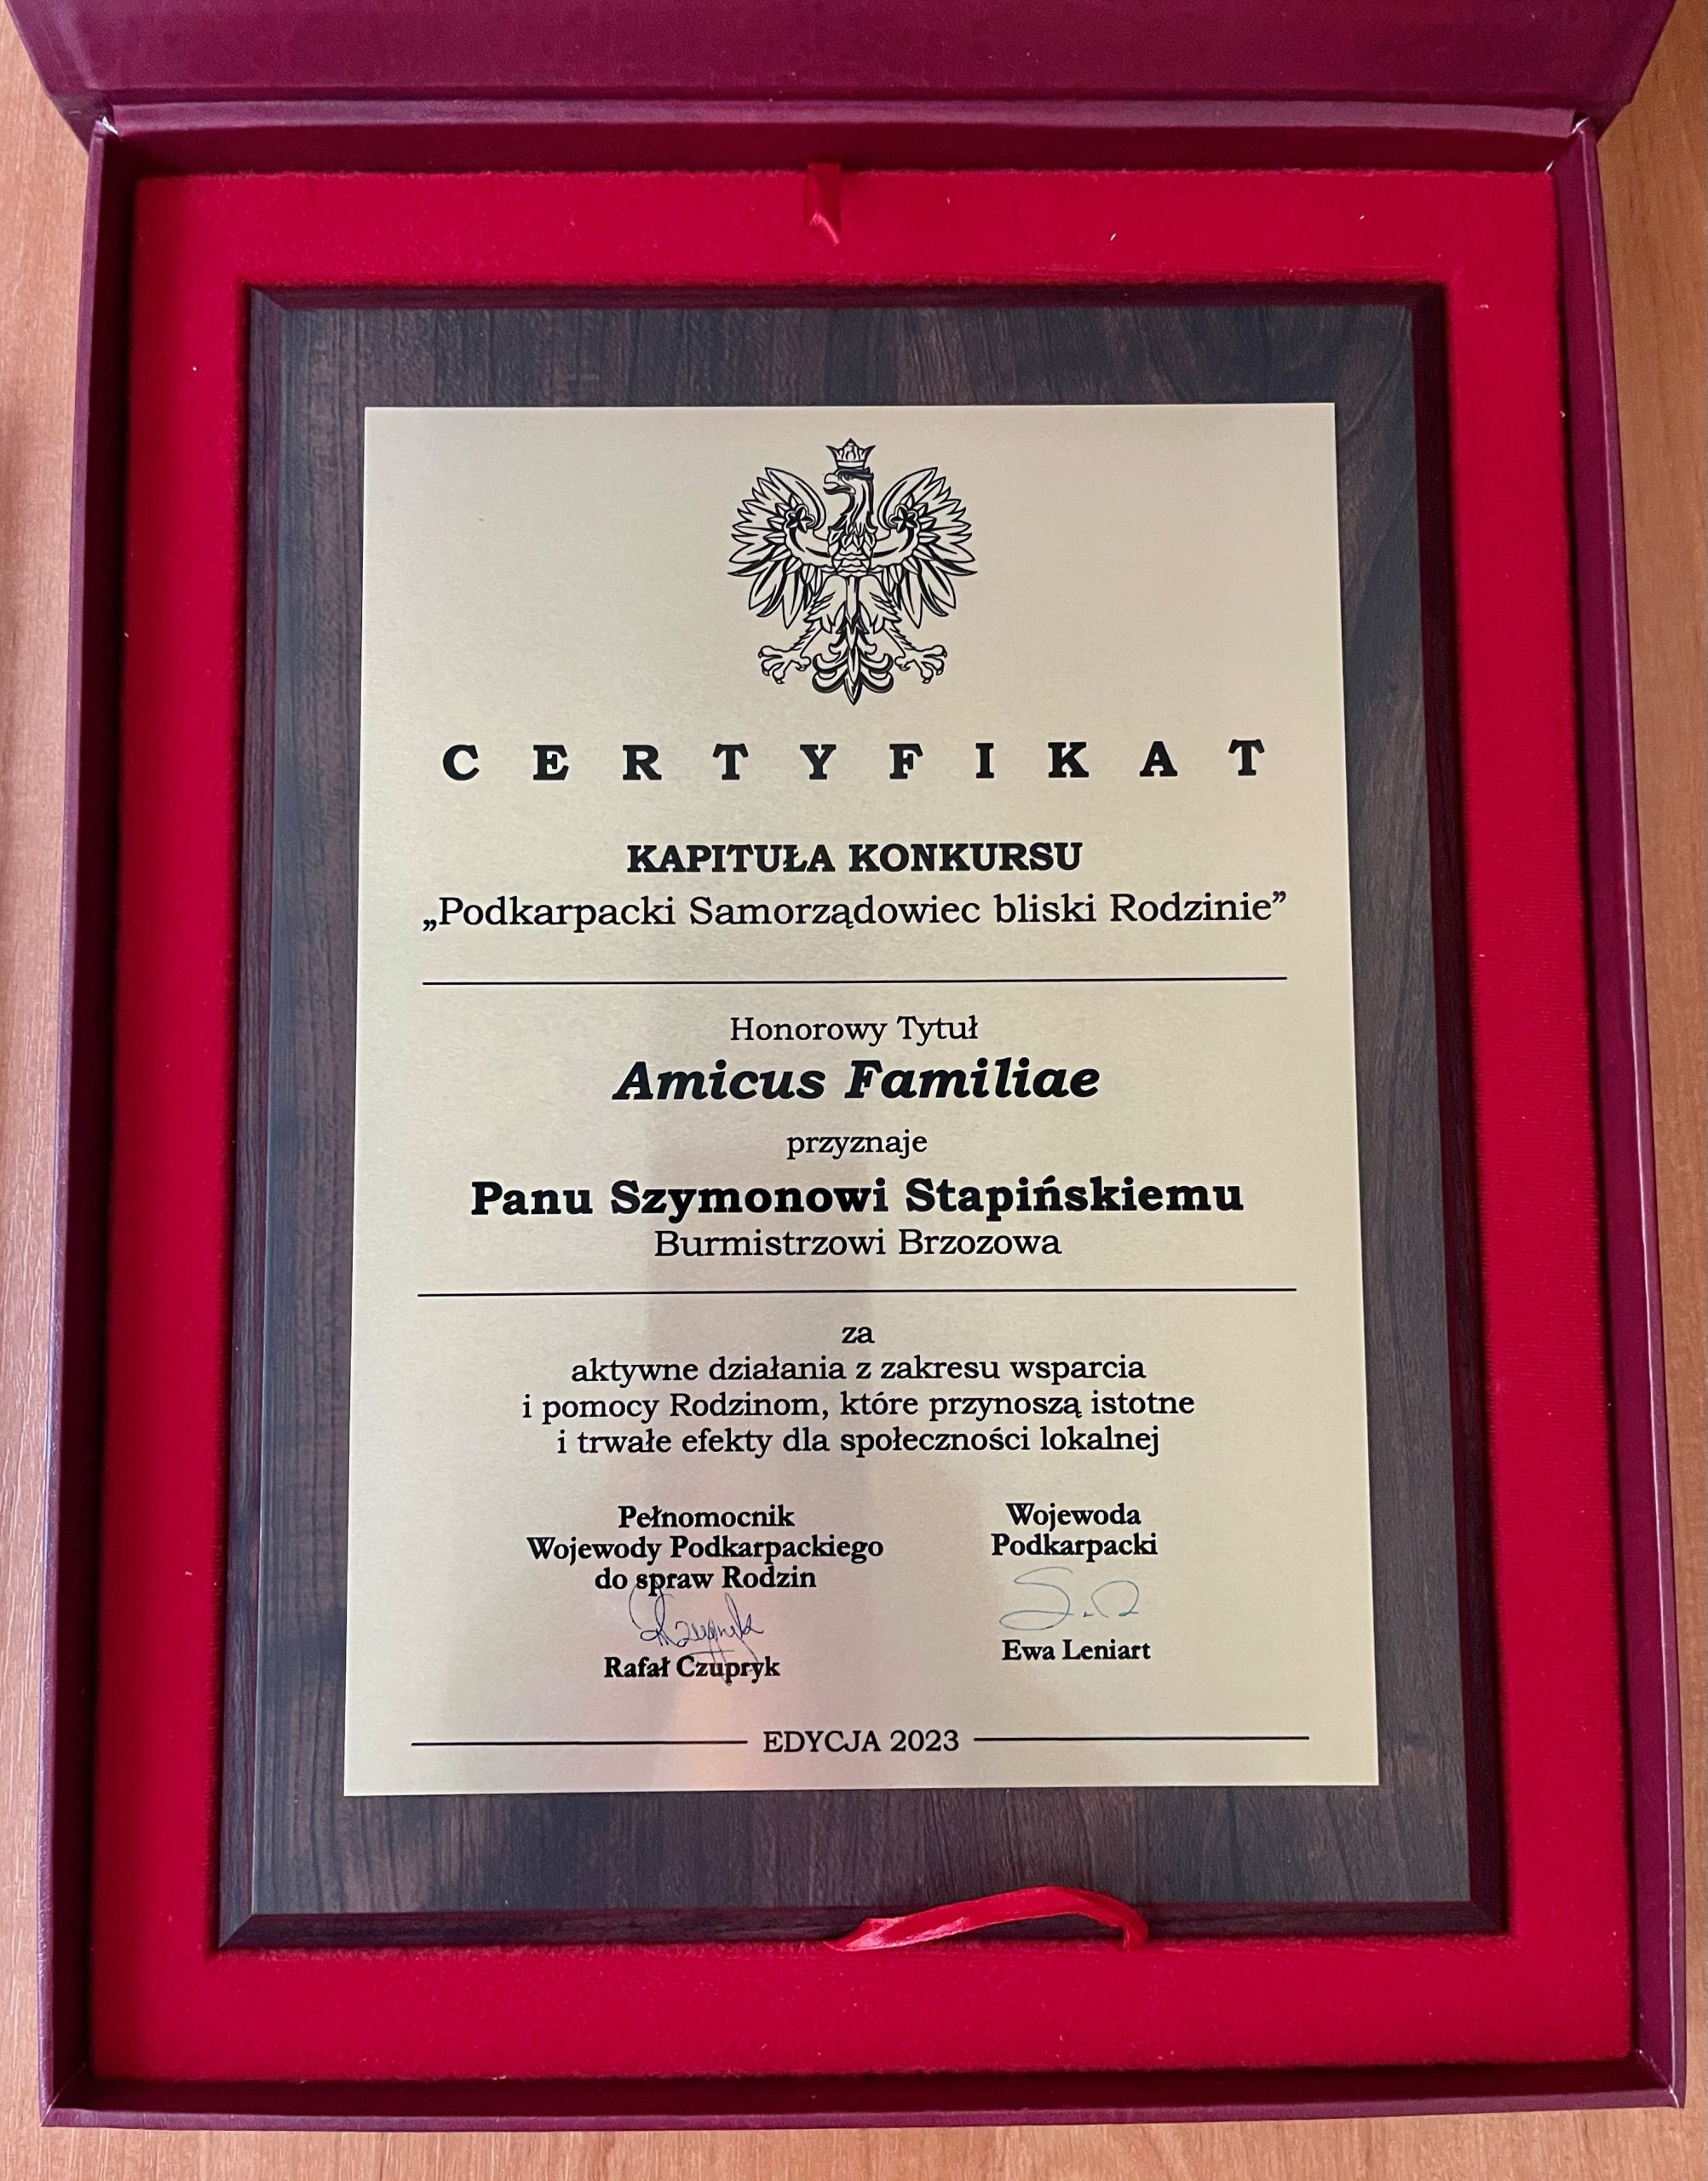 C E R T Y F I K A T
KAPITUŁA KONKURSU
„Podkarpacki Samorządowiec bliski Rodzinie”
Honorowy Tytuł
Amicus Familiae
przyznaje
Panu Szymonowi Stapińskiemu
Burmistrzowi Brzozowa
za
aktywne działania z zakresu wsparcia
i pomocy Rodzinom, które przynoszą istotne
i trwałe efekty dla społeczności lokalnej
Pełnomocnik
Wojewody Podkarpackiego
do spraw Rodzin
Rafał Czupryk
Wojewoda
Podkarpacki
Ewa Leniart
EDYCJA 2023